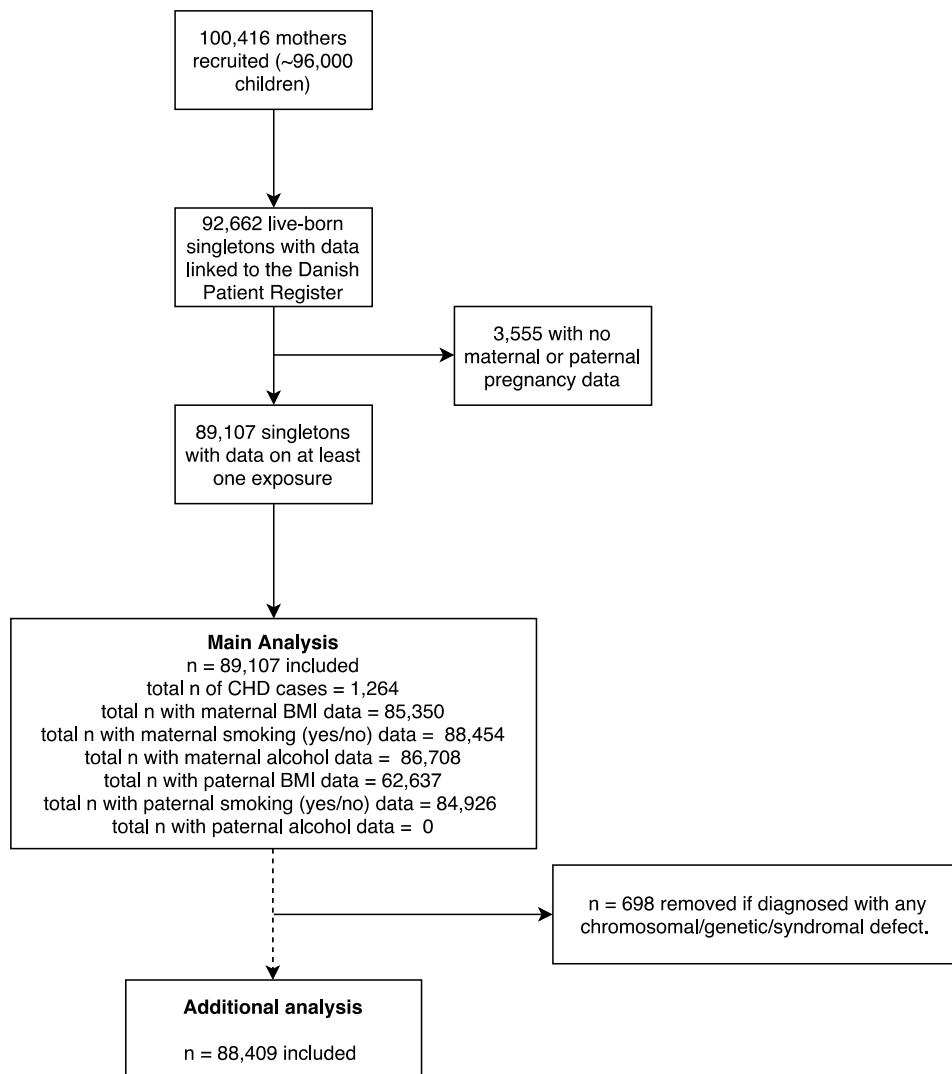 100,416 mothers
recruited (~96,000
children)
92,662 live-born
singletons with data
linked to the Danish
Patient Register
3,555 with no
maternal or paternal
pregnancy data
89,107 singletons
with data on at least
one exposure
Main Analysis
n = 89,107 included
total n of CHD cases = 1,264
total n with maternal BMI data = 85,350
total n with maternal smoking (yes/no) data = 88,454
total n with maternal alcohol data = 86,708
total n with paternal BMI data = 62,637
total n with paternal smoking (yes/no) data = 84,926
total n with paternal alcohol data = 0
n = 698 removed if diagnosed with any
chromosomal/genetic/syndromal defect.
Additional analysis
n = 88,409 included